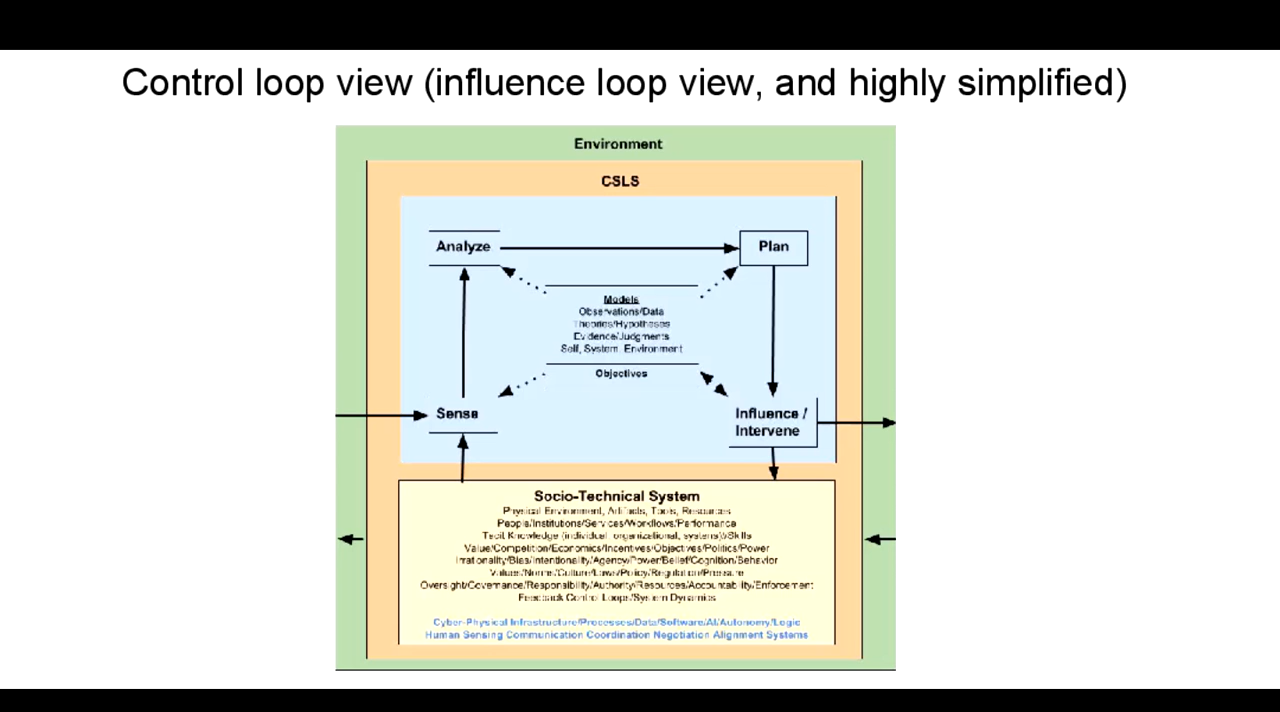 Control loop view (influence loop view, and highly simplified)
Environment
CSLS
Analyze
Plan
Models
Observations/Data
Theories/Hypotheses
Evidence/Judgments
Self, System, Environment
Objectives
Sense
Influence /
Intervene
Socio-Technical System
Physical Environment, Artifacts, Tools, Resources
People/Institutions/Services/Workflows/Performance
Tacit Knowledge (individual, organizational, systems)/Skills
Value/Competition/Economics/Incentives/Objectives/Politics/Power
Irrationality/Bias/Intentionality/Agency/Power/Belief/Cognition/Behavior
Values/Norms/Culture/Laws/Policy/Regulation/Pressure
Oversight/Governance/Responsibility/Authority/Resources/Accountability/Enforcement
Feedback Control Loops/System Dynamics
Cyber-Physical Infrastructure/Processes/Data/Software/AI/Autonomy/Logic
Human Sensing Communication Coordination Negotiation Alignment Systems